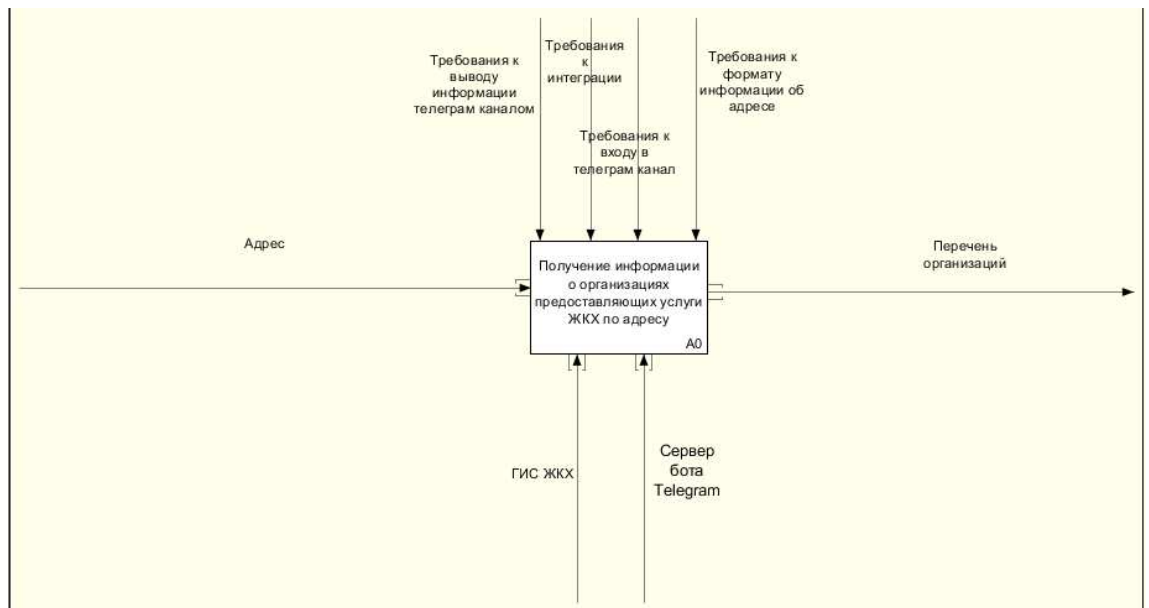 Требования к
выводу
информации
телеграм каналом
Требования
к
интеграции
Требования к
входу в
телеграм канал
Требования к
формату
информации об
адресе
Адрес
Получение информации
о организациях
предоставляющих услуги
ЖКХ по адресу
A0
Перечень
организаций
ГИС ЖКХ
Сервер
бота
Telegram